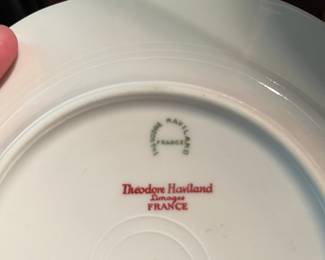 THEODORE HAVILAND
FRANCE
Theodore Haviland
Limoges
FRANCE